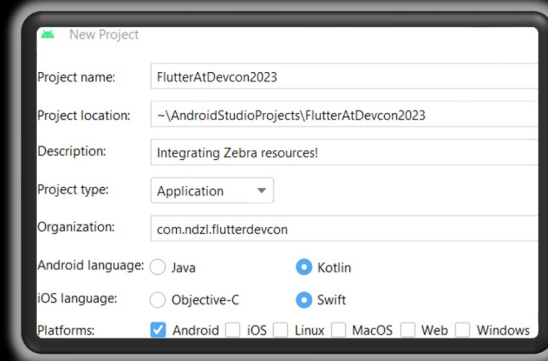 New Project
Project name: FlutterAtDevcon2023
Project location: ~\AndroidStudioProjects\FlutterAtDevcon2023
Description: Integrating Zebra resources!
Project type: Application
Organization: com.ndzl.flutterdevcon
Android language: Java Kotlin
iOS language: Objective-C Swift
Platforms: Android iOS Linux MacOS Web Windows